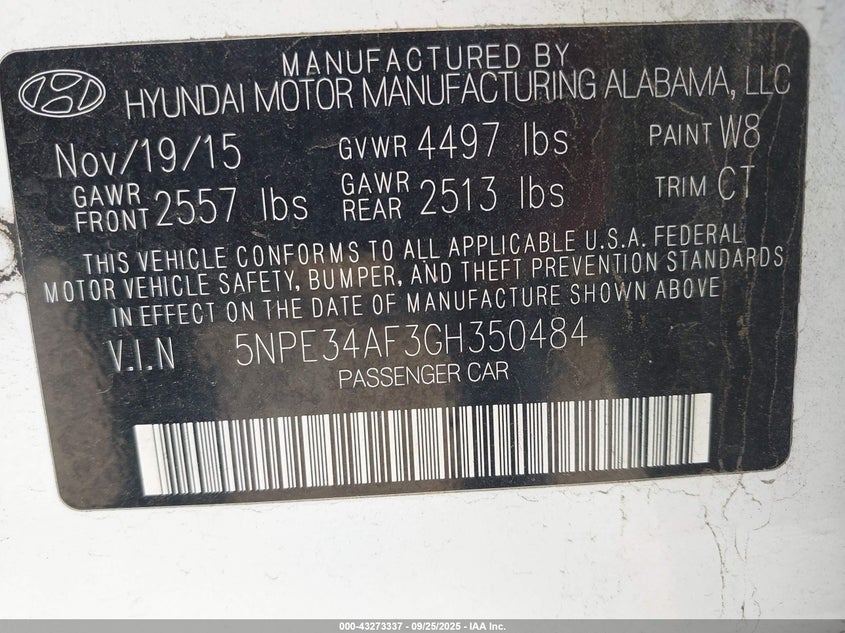 MANUFACTURED BY
HYUNDAI MOTOR MANUFACTURING ALABAMA, LLC
Nov/19/15 GVWR 4497 lbs PAINT W8
GAWR FRONT 2557 lbs GAWR REAR 2513 lbs TRIM CT
THIS VEHICLE CONFORMS TO ALL APPLICABLE U.S.A. FEDERAL
MOTOR VEHICLE SAFETY, BUMPER, AND THEFT PREVENTION STANDARDS
IN EFFECT ON THE DATE OF MANUFACTURE SHOWN ABOVE
V.I.N 5NPE34AF3GH350484
PASSENGER CAR
000-43273337 - 09/25/2025 - IAA Inc.